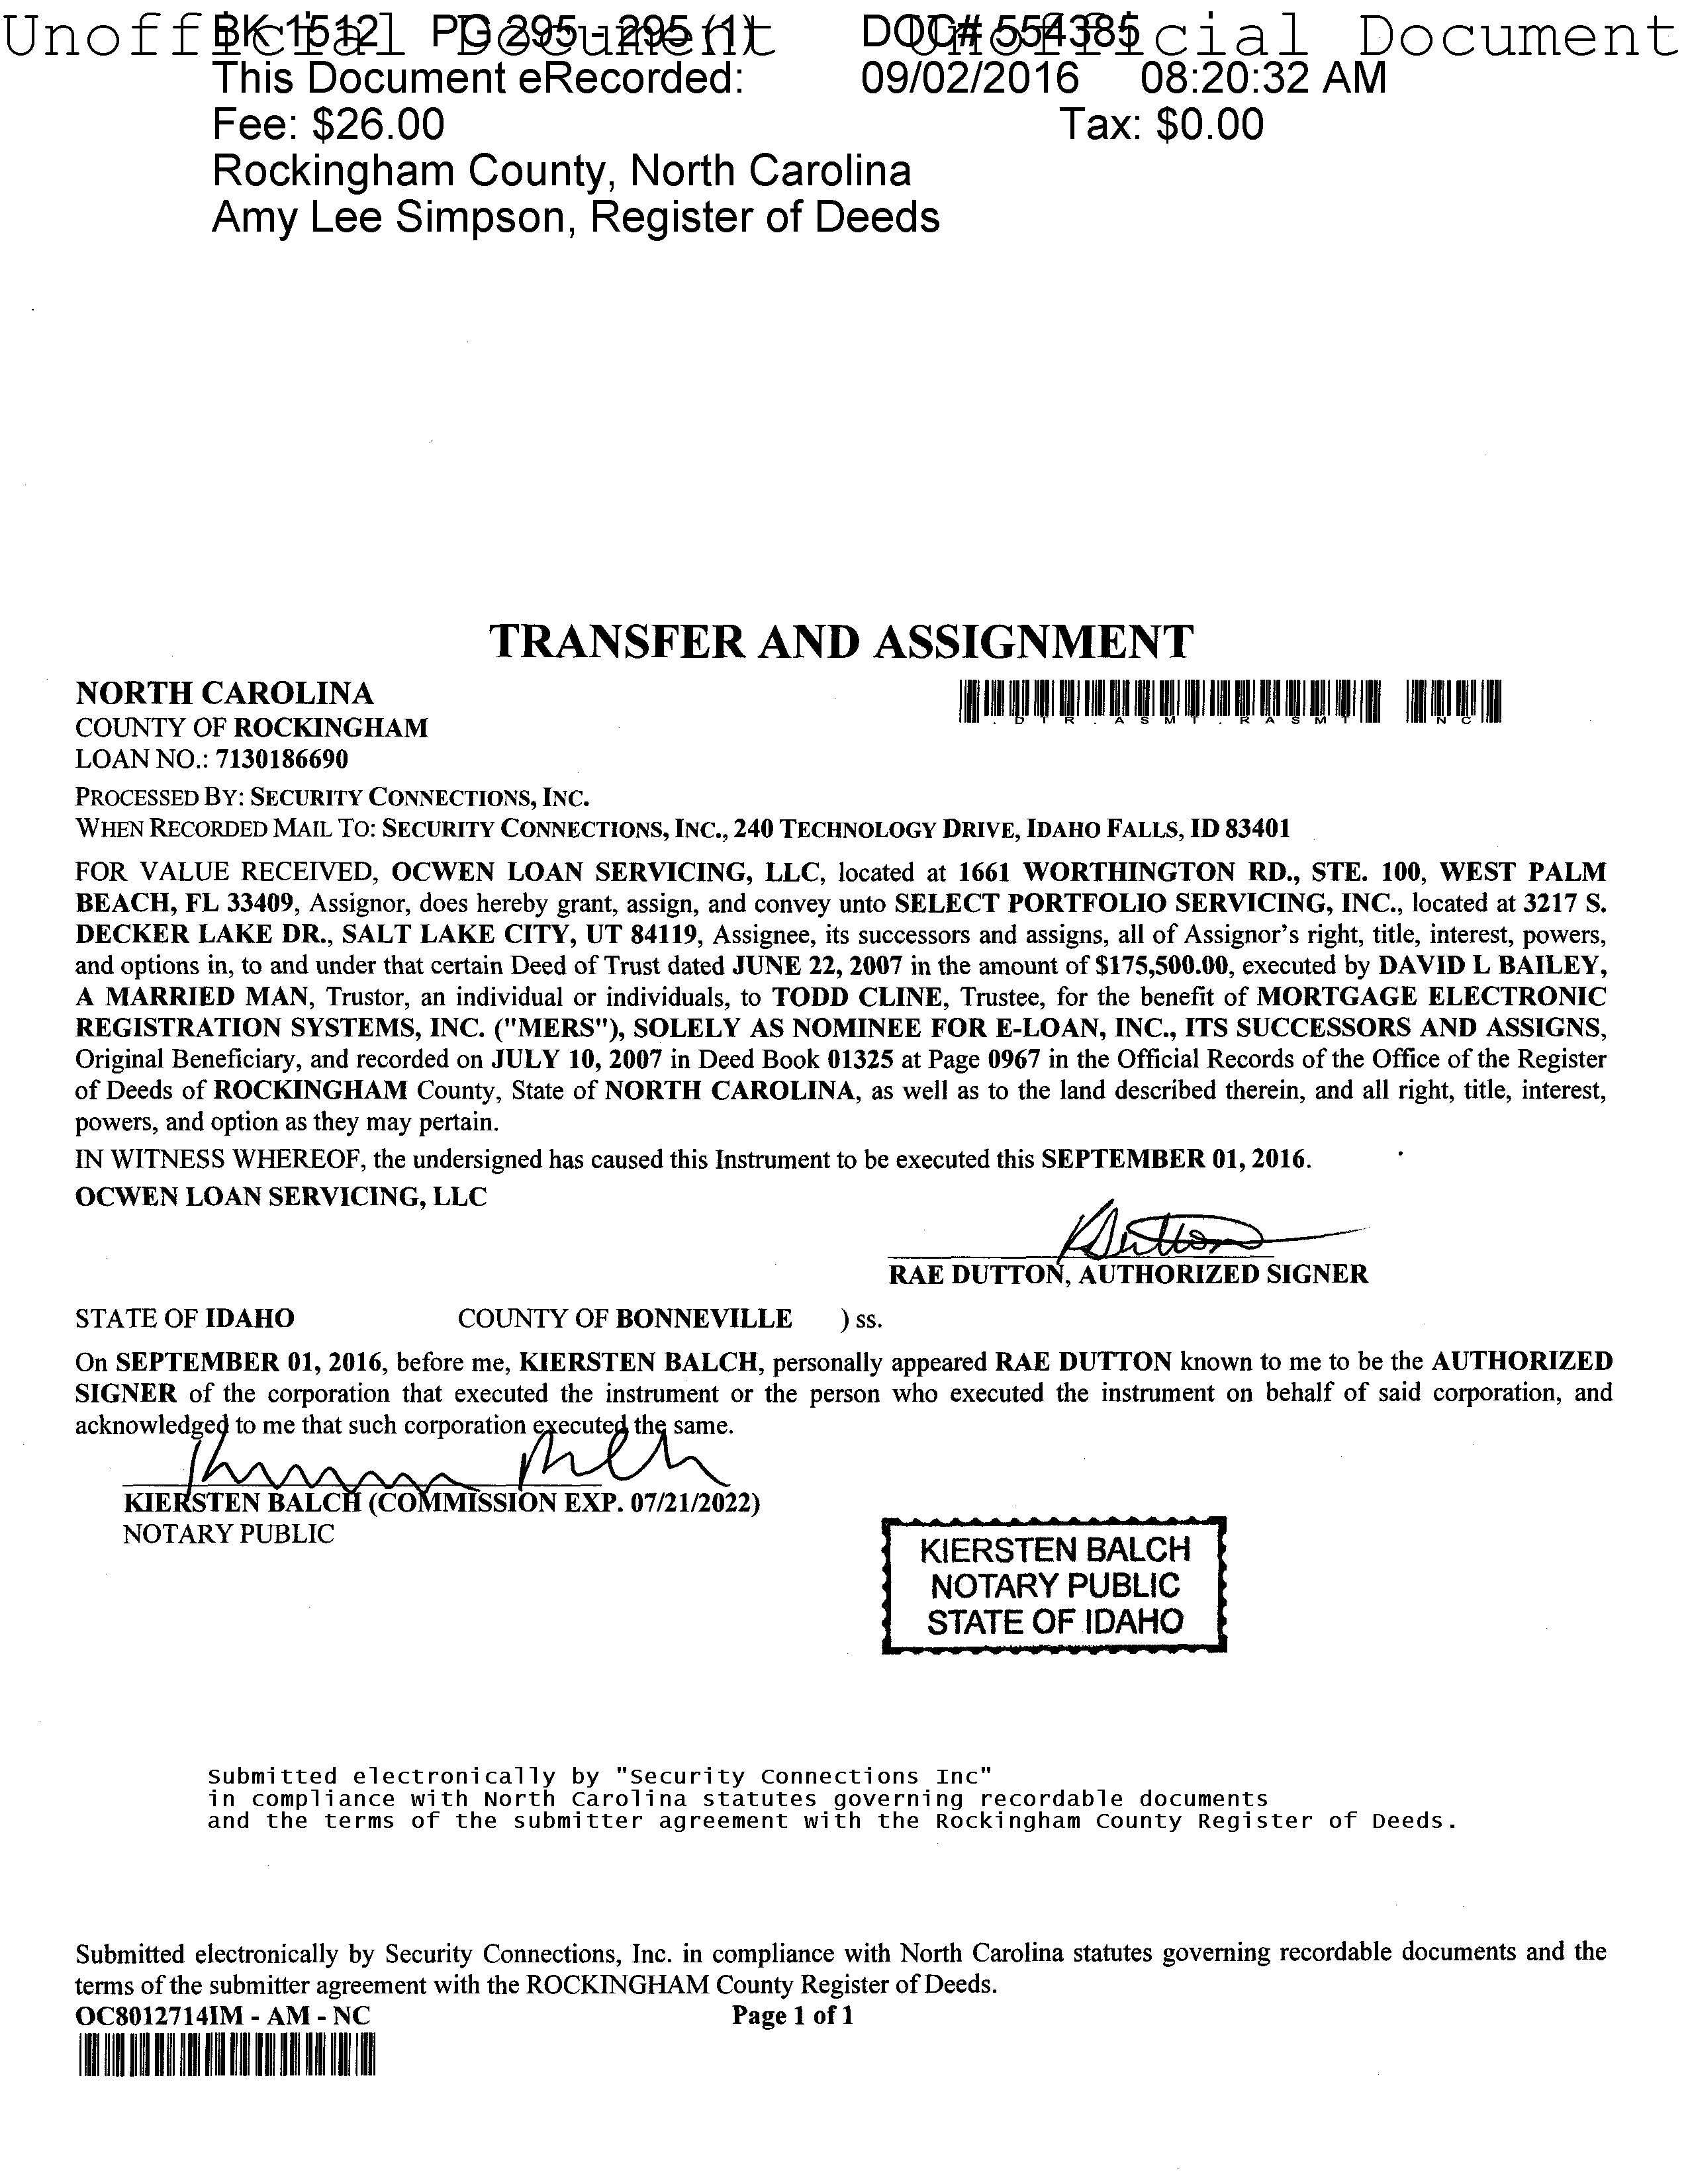 Unofficial Document Unofficial Document
BK 1512 PG 295 - 295 (1) DOC# 554385
This Document eRecorded: 09/02/2016 08:20:32 AM
Fee: $26.00 Tax: $0.00
Rockingham County, North Carolina
Amy Lee Simpson, Register of Deeds
TRANSFER AND ASSIGNMENT
NORTH CAROLINA
COUNTY OF ROCKINGHAM
. D T R . A S M T . R A S M T N C
LOAN NO.: 7130186690
PROCESSED BY: SECURITY CONNECTIONS, INC.
WHEN RECORDED MAIL TO: SECURITY CONNECTIONS, INC., 240 TECHNOLOGY DRIVE, IDAHO FALLS, ID 83401
FOR VALUE RECEIVED, OCWEN LOAN SERVICING, LLC, located at 1661 WORTHINGTON RD., STE. 100, WEST PALM
BEACH, FL 33409, Assignor, does hereby grant, assign, and convey unto SELECT PORTFOLIO SERVICING, INC., located at 3217 S.
DECKER LAKE DR., SALT LAKE CITY, UT 84119, Assignee, its successors and assigns, all of Assignor's right, title, interest, powers,
and options in, to and under that certain Deed of Trust dated JUNE 22, 2007 in the amount of $175,500.00, executed by DAVID L BAILEY,
A MARRIED MAN, Trustor, an individual or individuals, to TODD CLINE, Trustee, for the benefit of MORTGAGE ELECTRONIC
REGISTRATION SYSTEMS, INC. ("MERS"), SOLELY AS NOMINEE FOR E-LOAN, INC., ITS SUCCESSORS AND ASSIGNS,
Original Beneficiary, and recorded on JULY 10, 2007 in Deed Book 01325 at Page 0967 in the Official Records of the Office of the Register
of Deeds of ROCKINGHAM County, State of NORTH CAROLINA, as well as to the land described therein, and all right, title, interest,
powers, and option as they may pertain.
IN WITNESS WHEREOF, the undersigned has caused this Instrument to be executed this SEPTEMBER 01, 2016.
OCWEN LOAN SERVICING, LLC
RAE DUTTON, AUTHORIZED SIGNER
STATE OF IDAHO COUNTY OF BONNEVILLE ) ss.
On SEPTEMBER 01, 2016, before me, KIERSTEN BALCH, personally appeared RAE DUTTON known to me to be the AUTHORIZED
SIGNER of the corporation that executed the instrument or the person who executed the instrument on behalf of said corporation, and
acknowledged to me that such corporation executed the same.
KIERSTEN BALCH (COMMISSION EXP. 07/21/2022)
NOTARY PUBLIC
KIERSTEN BALCH
NOTARY PUBLIC
STATE OF IDAHO
Submitted electronically by "Security Connections Inc"
in compliance with North Carolina statutes governing recordable documents
and the terms of the submitter agreement with the Rockingham County Register of Deeds.
Submitted electronically by Security Connections, Inc. in compliance with North Carolina statutes governing recordable documents and the
terms of the submitter agreement with the ROCKINGHAM County Register of Deeds.
OC8012714IM - AM - NC Page 1 of 1